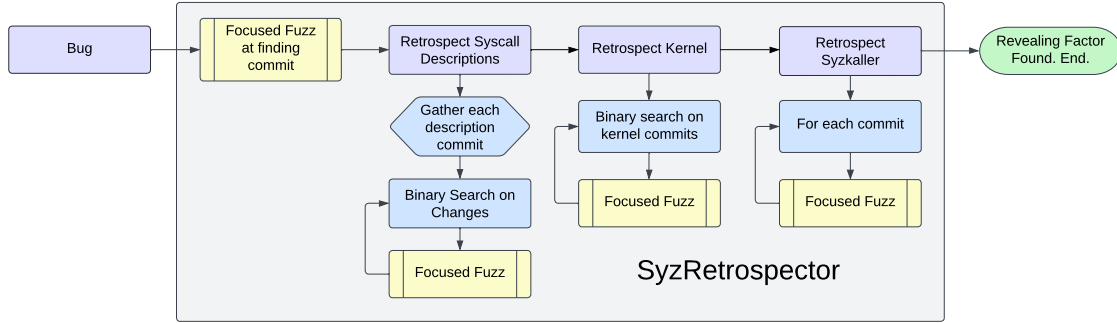 Bug
Focused Fuzz
at finding
commit
Retrospect Syscall
Descriptions
Retrospect Kernel
Retrospect
Syzkaller
Revealing Factor
Found. End.
Gather each
description
commit
Binary Search on
Changes
Focused Fuzz
Binary search on
kernel commits
Focused Fuzz
For each commit
Focused Fuzz
SyzRetrospector